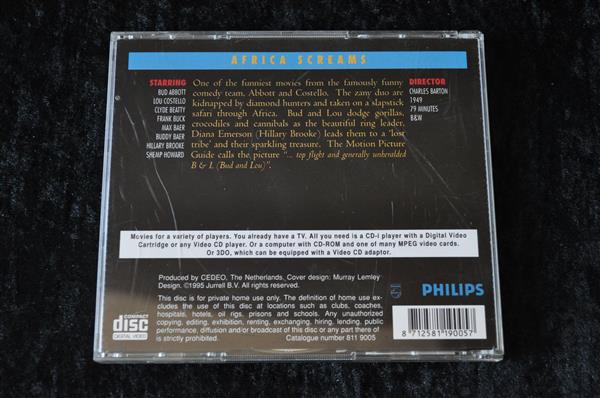 AFRICA SCREAMS
STARRING
BUD ABBOTT
LOU COSTELLO
CLYDE BEATTY
FRANK BUCK
MAX BAER
BUDDY BAER
HILLARY BROOKE
SHEMP HOWARD
One of the funniest movies from the famously funny
comedy team, Abbott and Costello. The zany duo are
kidnapped by diamond hunters and taken on a slapstick
safari through Africa. Bud and Lou dodge gorillas,
crocodiles and cannibals as the beautiful ring leader,
Diana Emerson (Hillary Brooke) leads them to a 'lost
tribe' and their sparkling treasure. The Motion Picture
Guide calls the picture "... top flight and generally unheralded
B & L (Bud and Lou)".
DIRECTOR
CHARLES BARTON
1949
79 MINUTES
B&W
Movies for a variety of players. You already have a TV. All you need is a CD-i player with a Digital Video
Cartridge or any Video CD player. Or a computer with CD-ROM and one of many MPEG video cards.
Or 3DO, which can be equipped with a Video CD adaptor.
Produced by CEDEO, The Netherlands, Cover design: Murray Lemley
Design. ©1995 Jurrell B.V. All rights reserved.
This disc is for private home use only. The definition of home use ex-
cludes the use of this disc at locations such as clubs, coaches,
hospitals, hotels, oil rigs, prisons and schools. Any unauthorized
copying, editing, exhibition, renting, exchanging, hiring, lending, public
performance, diffusion and/or broadcast of this disc or any part there of
is strictly prohibited. Catalogue number 811 9005
COMPACT
disc
DIGITAL VIDEO
PHILIPS
8 712581 190057